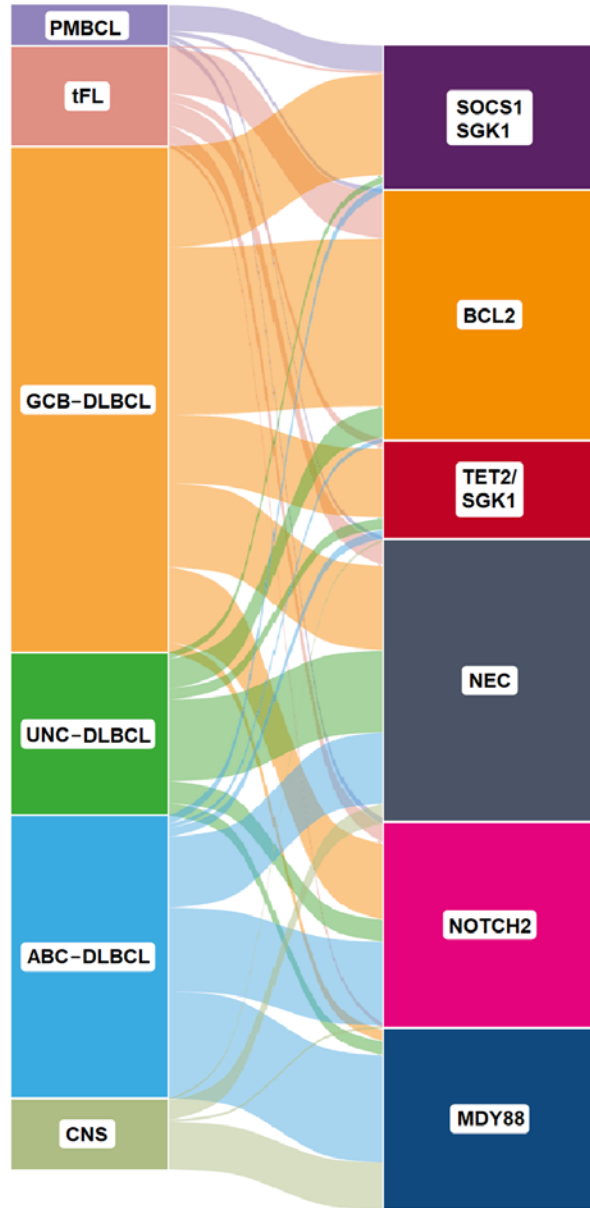 PMBCL
tFL
GCB-DLBCL
UNC-DLBCL
ABC-DLBCL
CNS
SOCS1
SGK1
BCL2
TET2/
SGK1
NEC
NOTCH2
MDY88